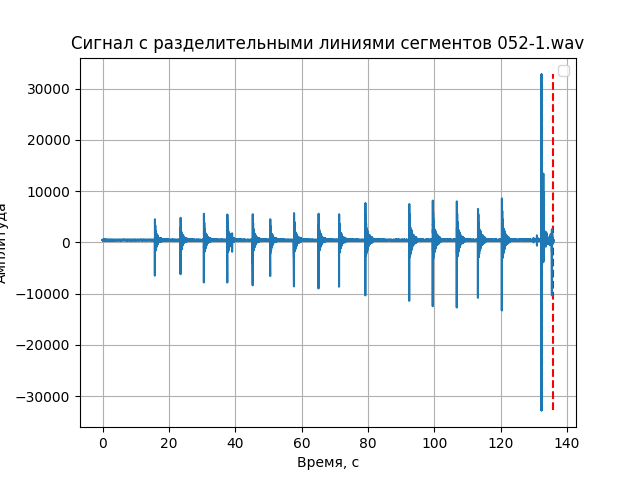 Сигнал с разделительными линиями сегментов 052-1.wav
30000
20000
10000
0
−10000
−20000
−30000
Амплитуда
0 20 40 60 80 100 120 140
Время, с